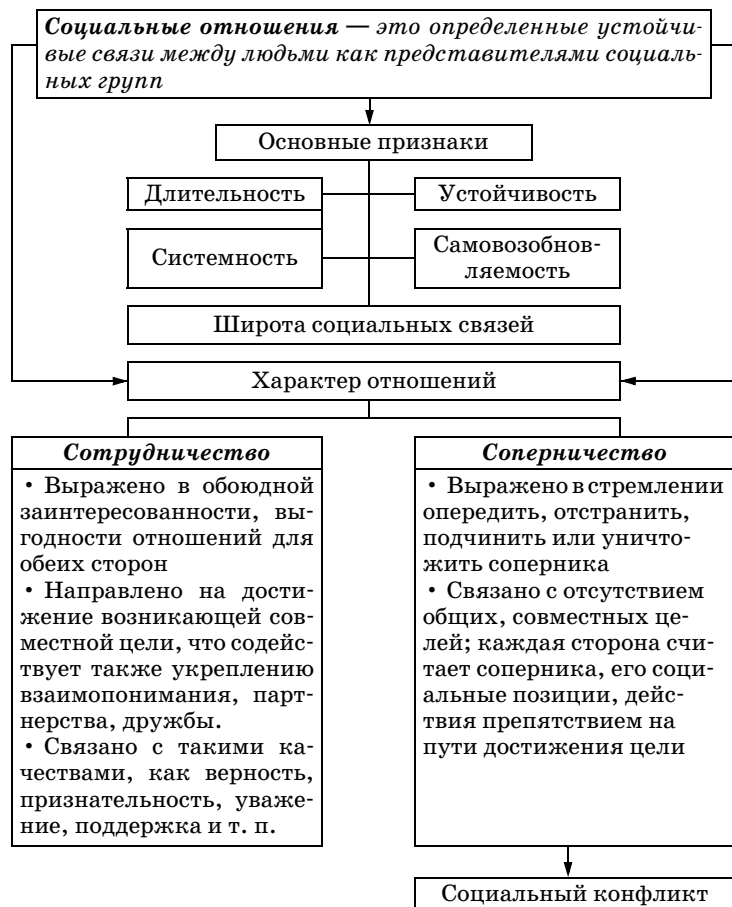 Социальные отношения — это определенные устойчи-
вые связи между людьми как представителями социаль-
ных групп
Основные признаки
Длительность
Устойчивость
Системность
Самовозобнов-
ляемость
Широта социальных связей
Характер отношений
Сотрудничество
• Выражено в обоюдной
заинтересованности, вы-
годности отношений для
обеих сторон
• Направлено на дости-
жение возникающей сов-
местной цели, что содейс-
твует также укреплению
взаимопонимания, парт-
нерства, дружбы.
• Связано с такими ка-
чествами, как верность,
признательность, уваже-
ние, поддержка и т. п.
Соперничество
• Выражено в стремлении
опередить, отстранить,
подчинить или уничто-
жить соперника
• Связано с отсутствием
общих, совместных це-
лей; каждая сторона счи-
тает соперника, его соци-
альные позиции, дейс-
твия препятствием на
пути достижения цели
Социальный конфликт